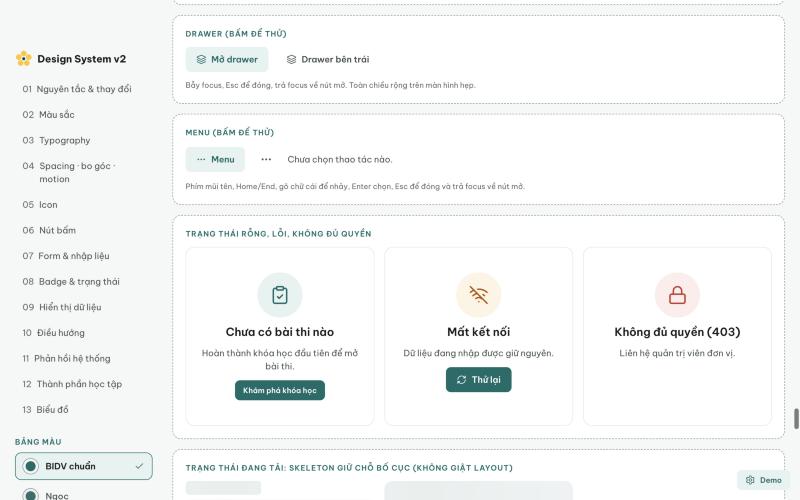 Design System v2
01 Nguyên tắc & thay đổi
02 Màu sắc
03 Typography
04 Spacing · bo góc ·
motion
05 Icon
06 Nút bấm
07 Form & nhập liệu
08 Badge & trạng thái
09 Hiển thị dữ liệu
10 Điều hướng
11 Phản hồi hệ thống
12 Thành phần học tập
13 Biểu đồ
BẢNG MÀU
BIDV chuẩn
Ngọc
DRAWER (BẤM ĐỂ THỬ)
Mở drawer
Drawer bên trái
Bẫy focus, Esc để đóng, trả focus về nút mở. Toàn chiều rộng trên màn hình hẹp.
MENU (BẤM ĐỂ THỬ)
Menu
Chưa chọn thao tác nào.
Phím mũi tên, Home/End, gõ chữ cái để nhảy, Enter chọn, Esc để đóng và trả focus về nút mở.
TRẠNG THÁI RỖNG, LỖI, KHÔNG ĐỦ QUYỀN
Chưa có bài thi nào
Hoàn thành khóa học đầu tiên để mở
bài thi.
Khám phá khóa học
Mất kết nối
Dữ liệu đang nhập được giữ nguyên.
Thử lại
Không đủ quyền (403)
Liên hệ quản trị viên đơn vị.
TRẠNG THÁI ĐANG TẢI: SKELETON GIỮ CHỖ BỐ CỤC (KHÔNG GIẬT LAYOUT)
Demo